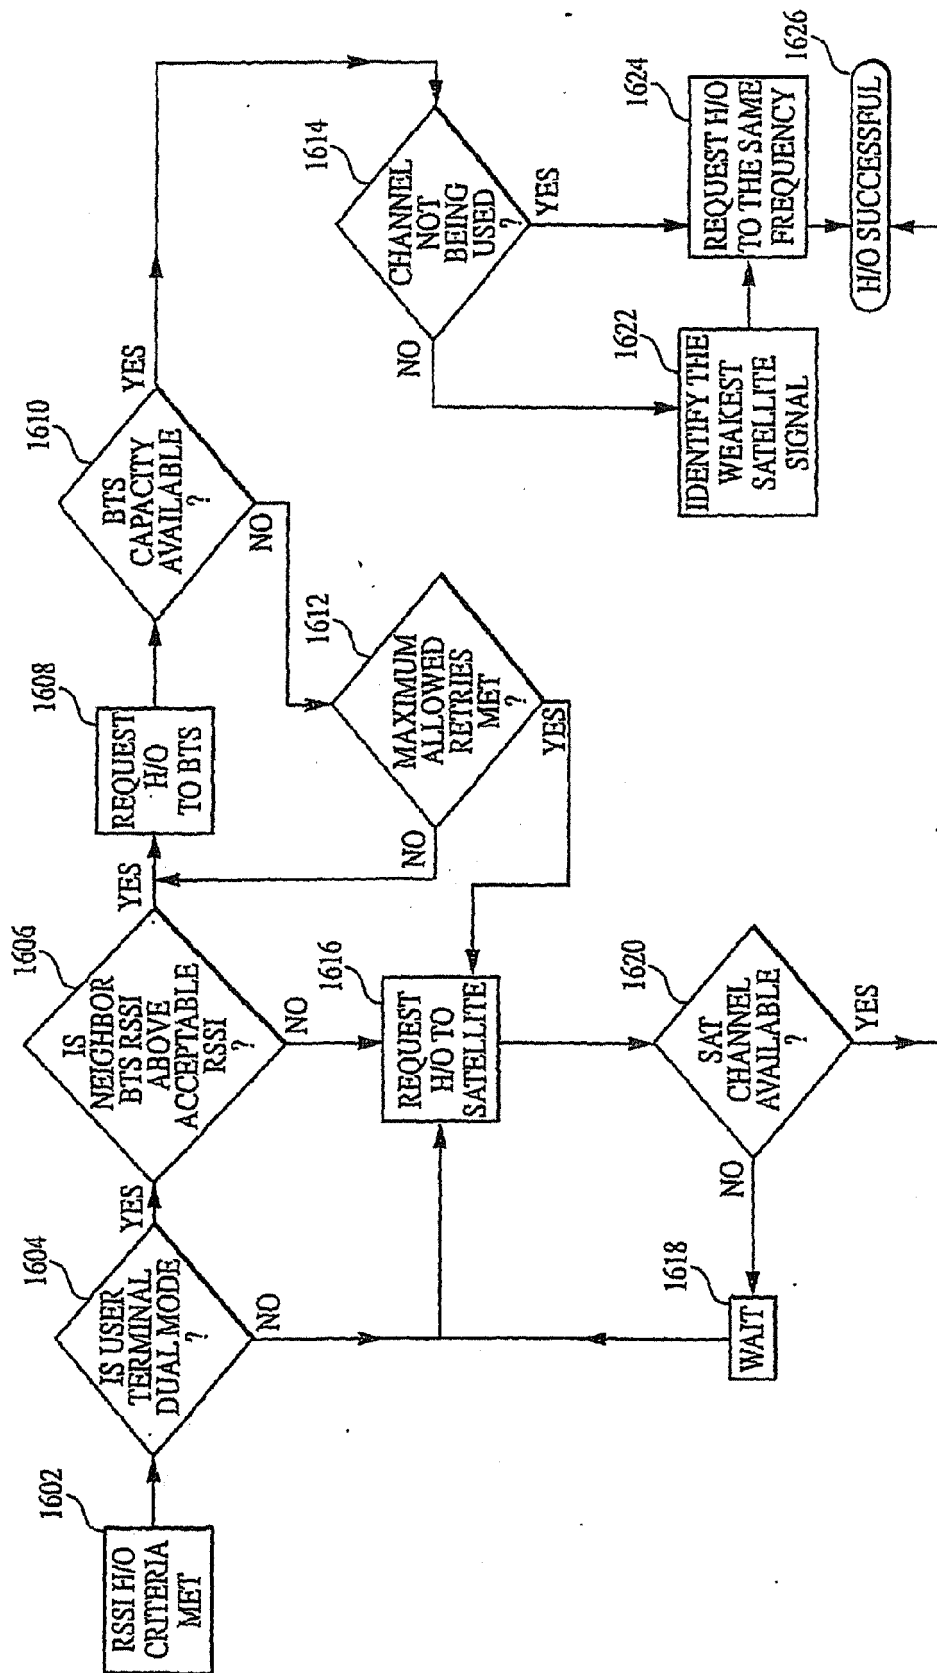 1602
RSSI H/O
CRITERIA
MET
1604
IS USER
TERMINAL
DUAL MODE
?
YES
NO
1606
IS
NEIGHBOR
BTS RSSI
ABOVE
ACCEPTABLE
RSSI
?
YES
NO
1608
REQUEST
H/O
TO BTS
1610
BTS
CAPACITY
AVAILABLE
?
YES
NO
1612
MAXIMUM
ALLOWED
RETRIES
MET
?
NO
YES
1614
CHANNEL
NOT
BEING
USED
?
NO
YES
1616
REQUEST
H/O TO
SATELLITE
1618
WAIT
1620
SAT
CHANNEL
AVAILABLE
?
NO
YES
1622
IDENTIFY THE
WEAKEST
SATELLITE
SIGNAL
1624
REQUEST H/O
TO THE SAME
FREQUENCY
1626
H/O SUCCESSFUL